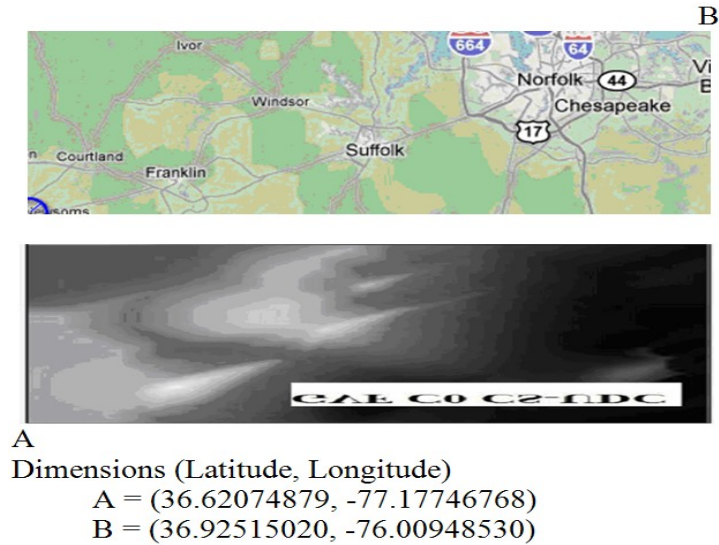 B
Ivor
664
64
Norfolk
44
Vi
B
Windsor
Chesapeake
17
n
Courtland
Suffolk
Franklin
A
Dimensions (Latitude, Longitude)
A = (36.62074879, -77.17746768)
B = (36.92515020, -76.00948530)